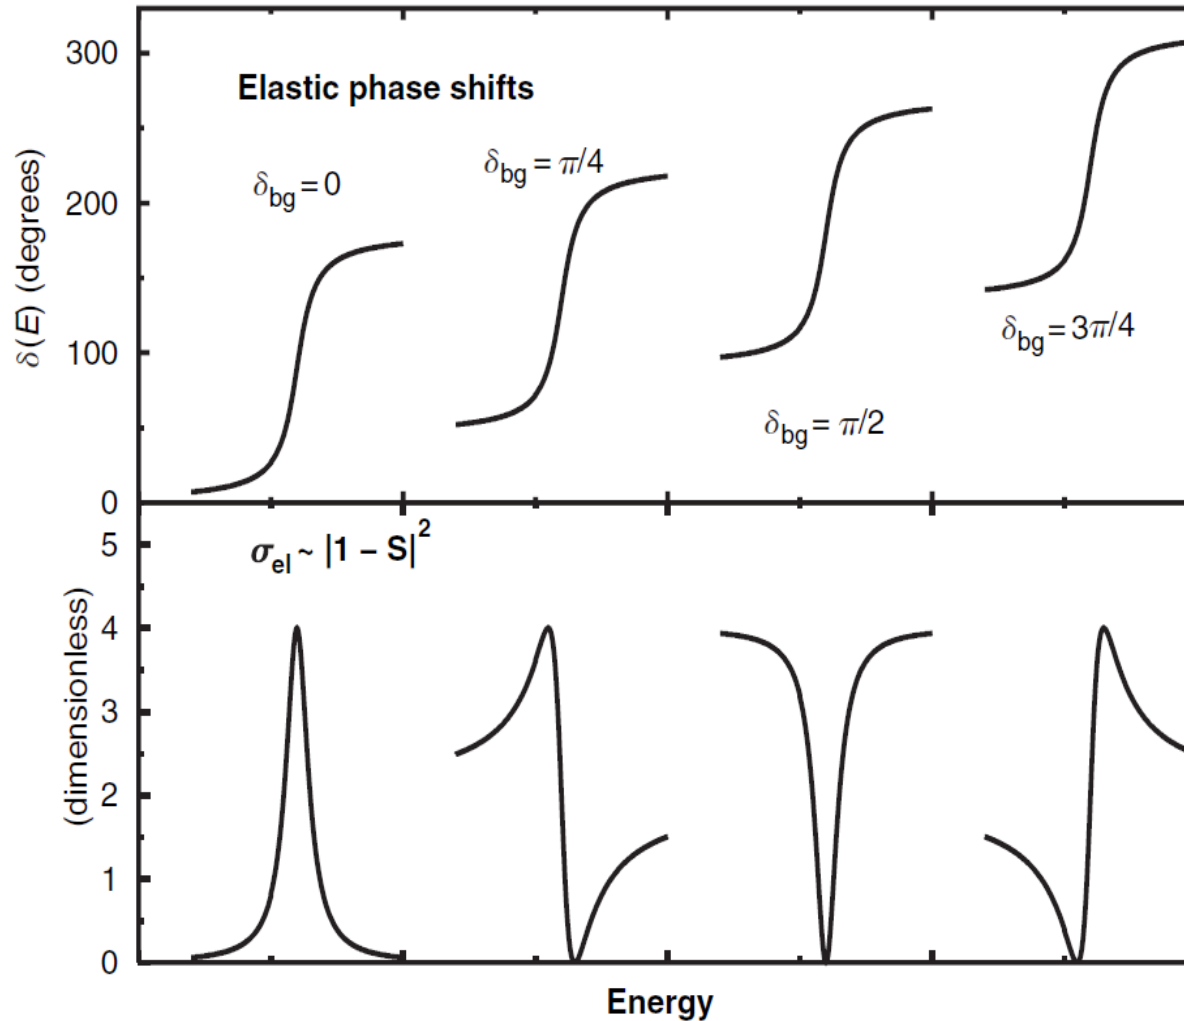 Elastic phase shifts
δ(E) (degrees)
300
200
100
0
δbg = 0
δbg = π/4
δbg = π/2
δbg = 3π/4
σel ~ |1 − S|²
(dimensionless)
5
4
3
2
1
0
Energy